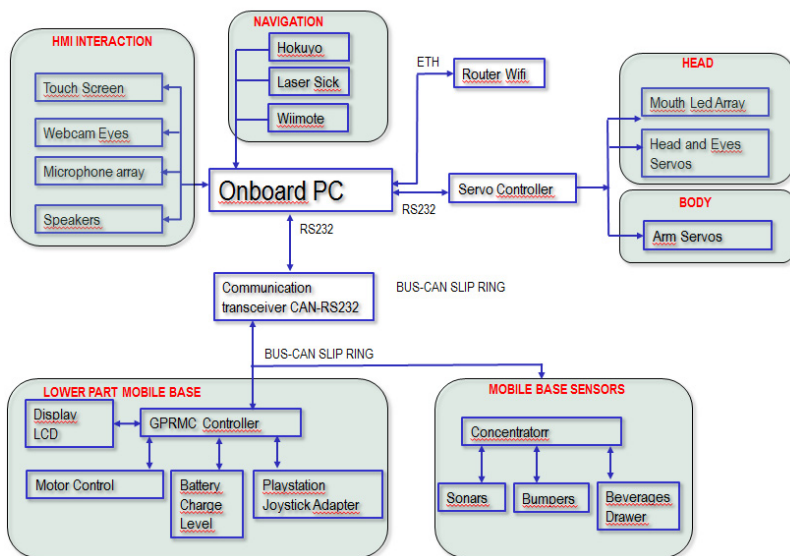 NAVIGATION
Hokuyo
Laser Sick
Wiimote
HMI INTERACTION
Touch Screen
Webcam Eyes
Microphone array
Speakers
ETH
Router Wifi
HEAD
Mouth Led Array
Head and Eyes
Servos
Onboard PC
RS232
Servo Controller
BODY
Arm Servos
RS232
Communication
transceiver CAN-RS232
BUS-CAN SLIP RING
BUS-CAN SLIP RING
LOWER PART MOBILE BASE
Display
LCD
GPRMC Controller
Motor Control
Battery
Charge
Level
Playstation
Joystick Adapter
MOBILE BASE SENSORS
Concentratorr
Sonars
Bumpers
Beverages
Drawer